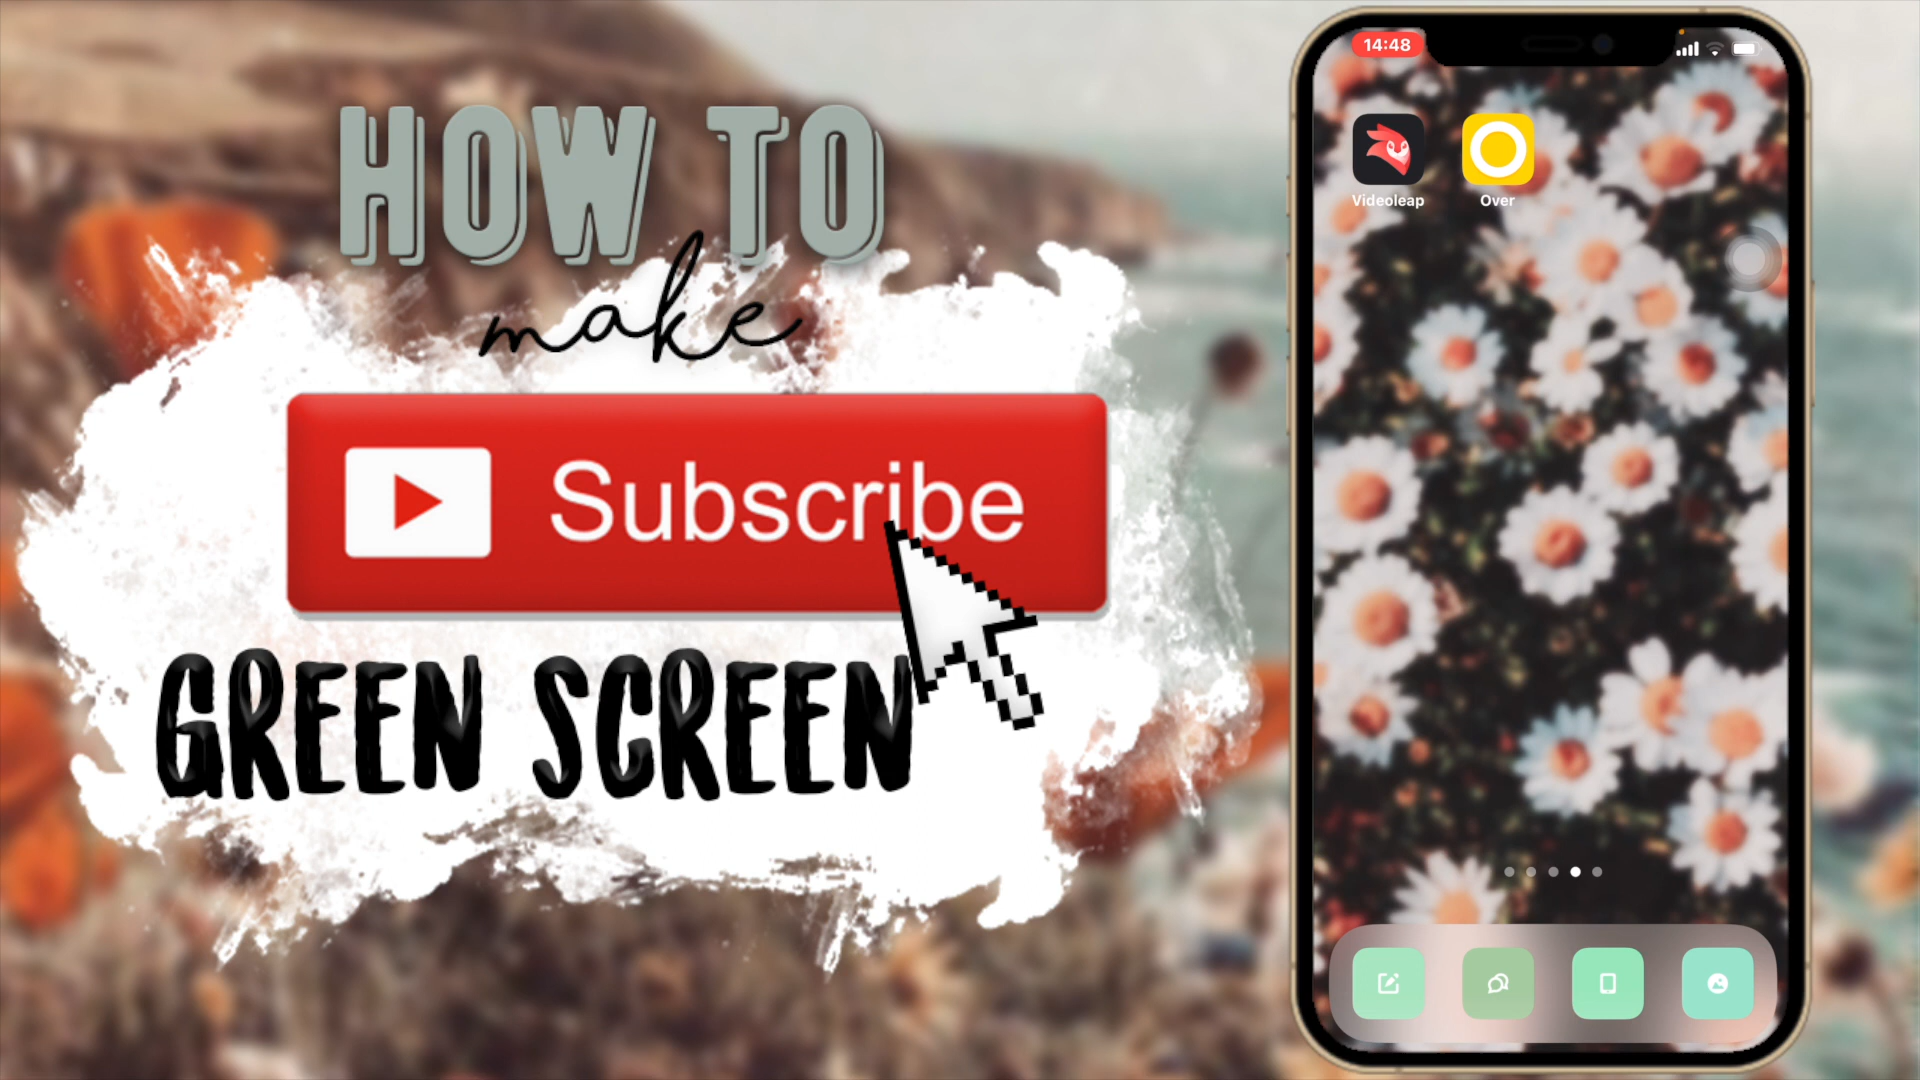 HOW TO
make
Subscribe
GREEN SCREEN
14:48
Videoleap
Over